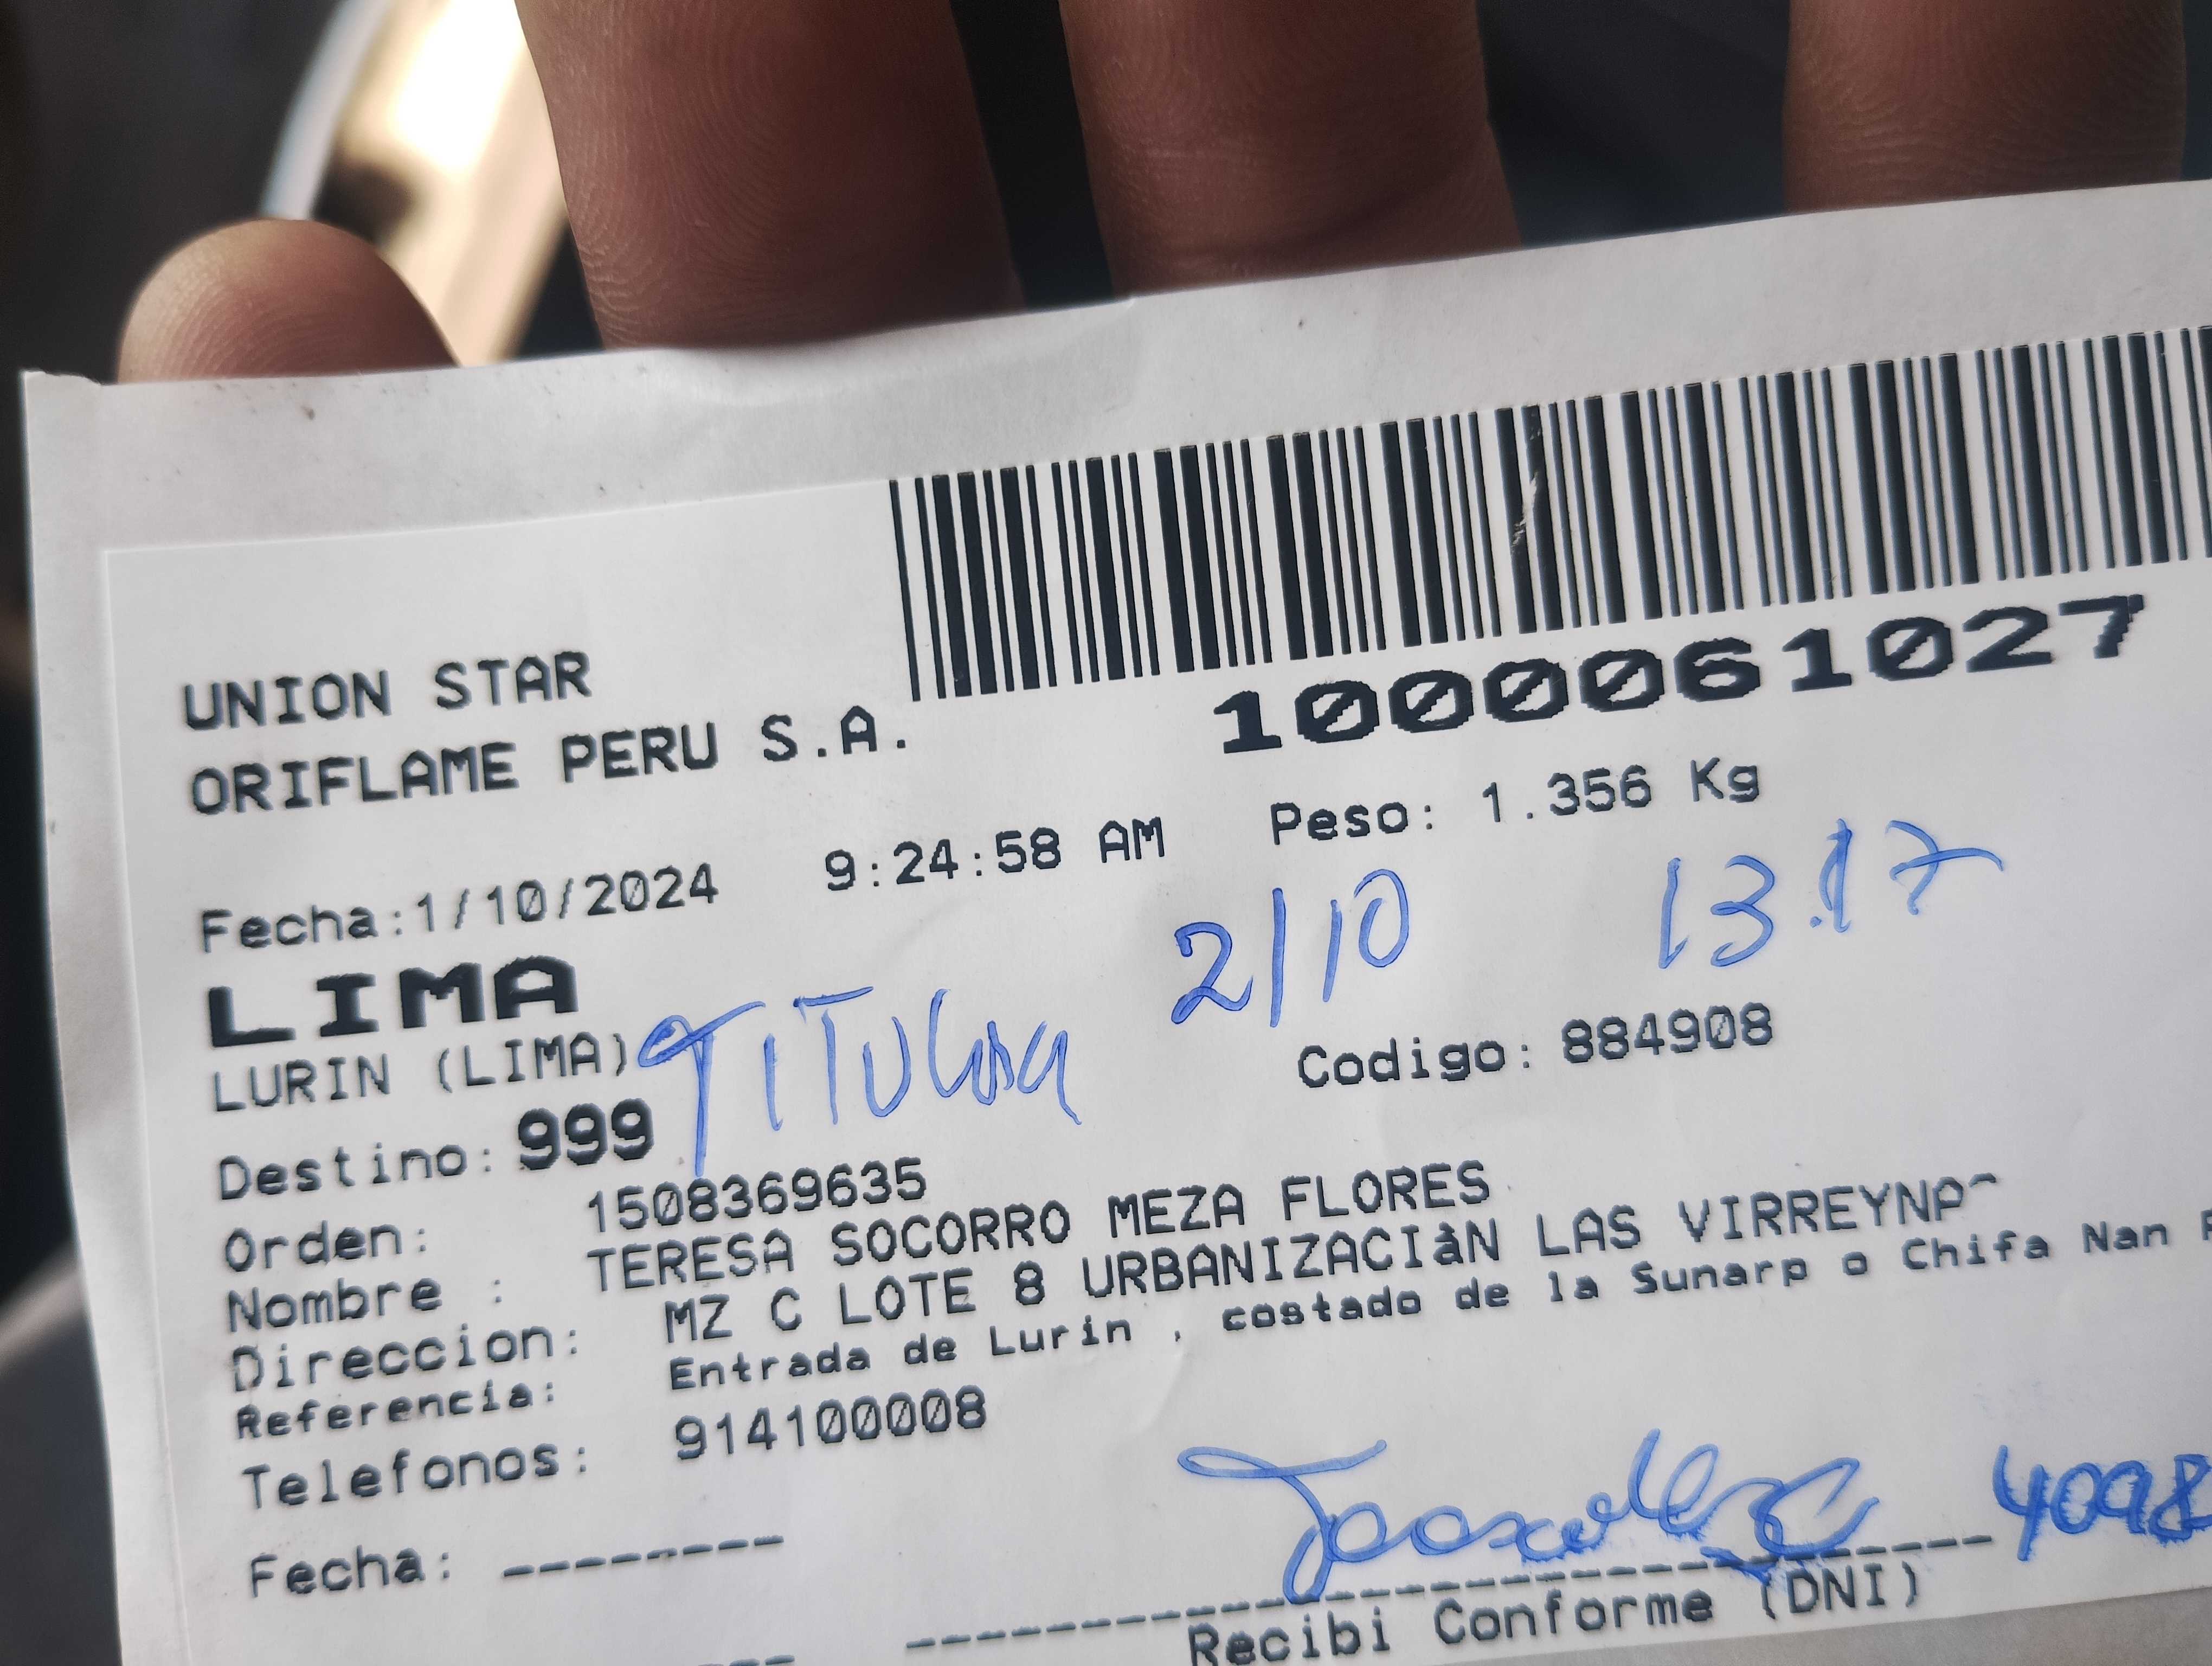 1000061027
UNION STAR
ORIFLAME PERU S.A.
Fecha:1/10/2024 9:24:58 AM Peso: 1.356 Kg
2/10 13:17
LIMA
LURIN (LIMA) TITULAR
Codigo: 884908
Destino: 999
Orden: 1508369635
Nombre : TERESA SOCORRO MEZA FLORES
Direccion: MZ C LOTE 8 URBANIZACIàN LAS
Referencia: Entrada de Lurin , costado de la Sunarp o Chifa Nan
Telefonos: 914100008
4098
Fecha: --------
Recibi Conforme (DNI)